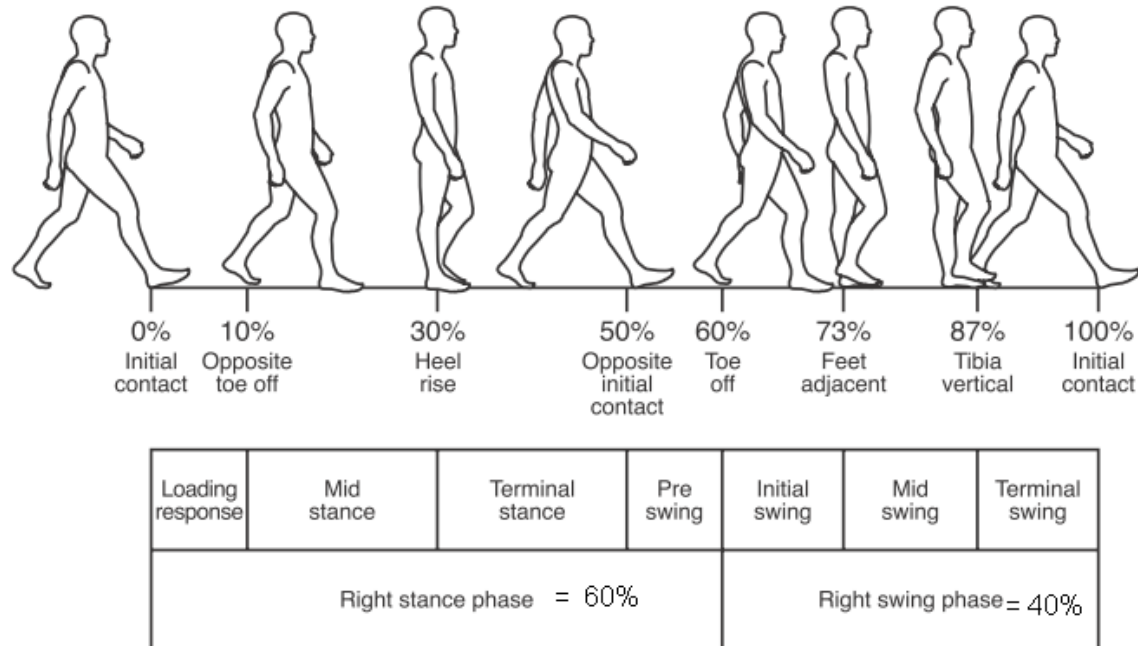 0%
Initial
contact
10%
Opposite
toe off
30%
Heel
rise
50%
Opposite
initial
contact
60%
Toe
off
73%
Feet
adjacent
87%
Tibia
vertical
100%
Initial
contact
Loading
response
Mid
stance
Terminal
stance
Pre
swing
Initial
swing
Mid
swing
Terminal
swing
Right stance phase = 60%
Right swing phase = 40%